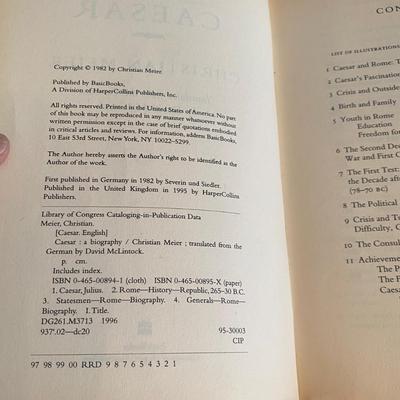 CAESAR
Copyright © 1982 by Christian Meier
Published by BasicBooks,
A Division of HarperCollins Publishers, Inc.
All rights reserved. Printed in the United States of America. No part
of this book may be reproduced in any manner whatsoever without
written permission except in the case of brief quotations embodied
in critical articles and reviews. For information, address BasicBooks,
10 East 53rd Street, New York, NY 10022–5299.
The Author hereby asserts the Author's right to be identified as the
Author of the work.
First published in Germany in 1982 by Severin und Siedler.
Published in the United Kingdom in 1995 by HarperCollins
Publishers.
Library of Congress Cataloging-in-Publication Data
Meier, Christian.
[Caesar. English]
Caesar : a biography / Christian Meier ; translated from the
German by David McLintock.
p. cm.
Includes index.
ISBN 0-465-00894-1 (cloth) ISBN 0-465-00895-X (paper)
1. Caesar, Julius. 2. Rome—History—Republic, 265–30 B.C.
3. Statesmen—Rome—Biography. 4. Generals—Rome—
Biography. I. Title.
DG261.M3713 1996
937'.02—dc20 95-30003
CIP
97 98 99 00 RRD 9 8 7 6 5 4 3 2 1
CON
LIST OF ILLUSTRATIONS
1 Caesar and Rome: T
2 Caesar's Fascination
3 Crisis and Outside
4 Birth and Family
5 Youth in Rome
Education
Freedom fo
6 The Second Dec
War and First C
7 The First Test:
the Decade afte
(78–70 BC)
8 The Political
9 Crisis and T
Difficulty, C
10 The Consul
11 Achieveme
The P
The F
Caesa